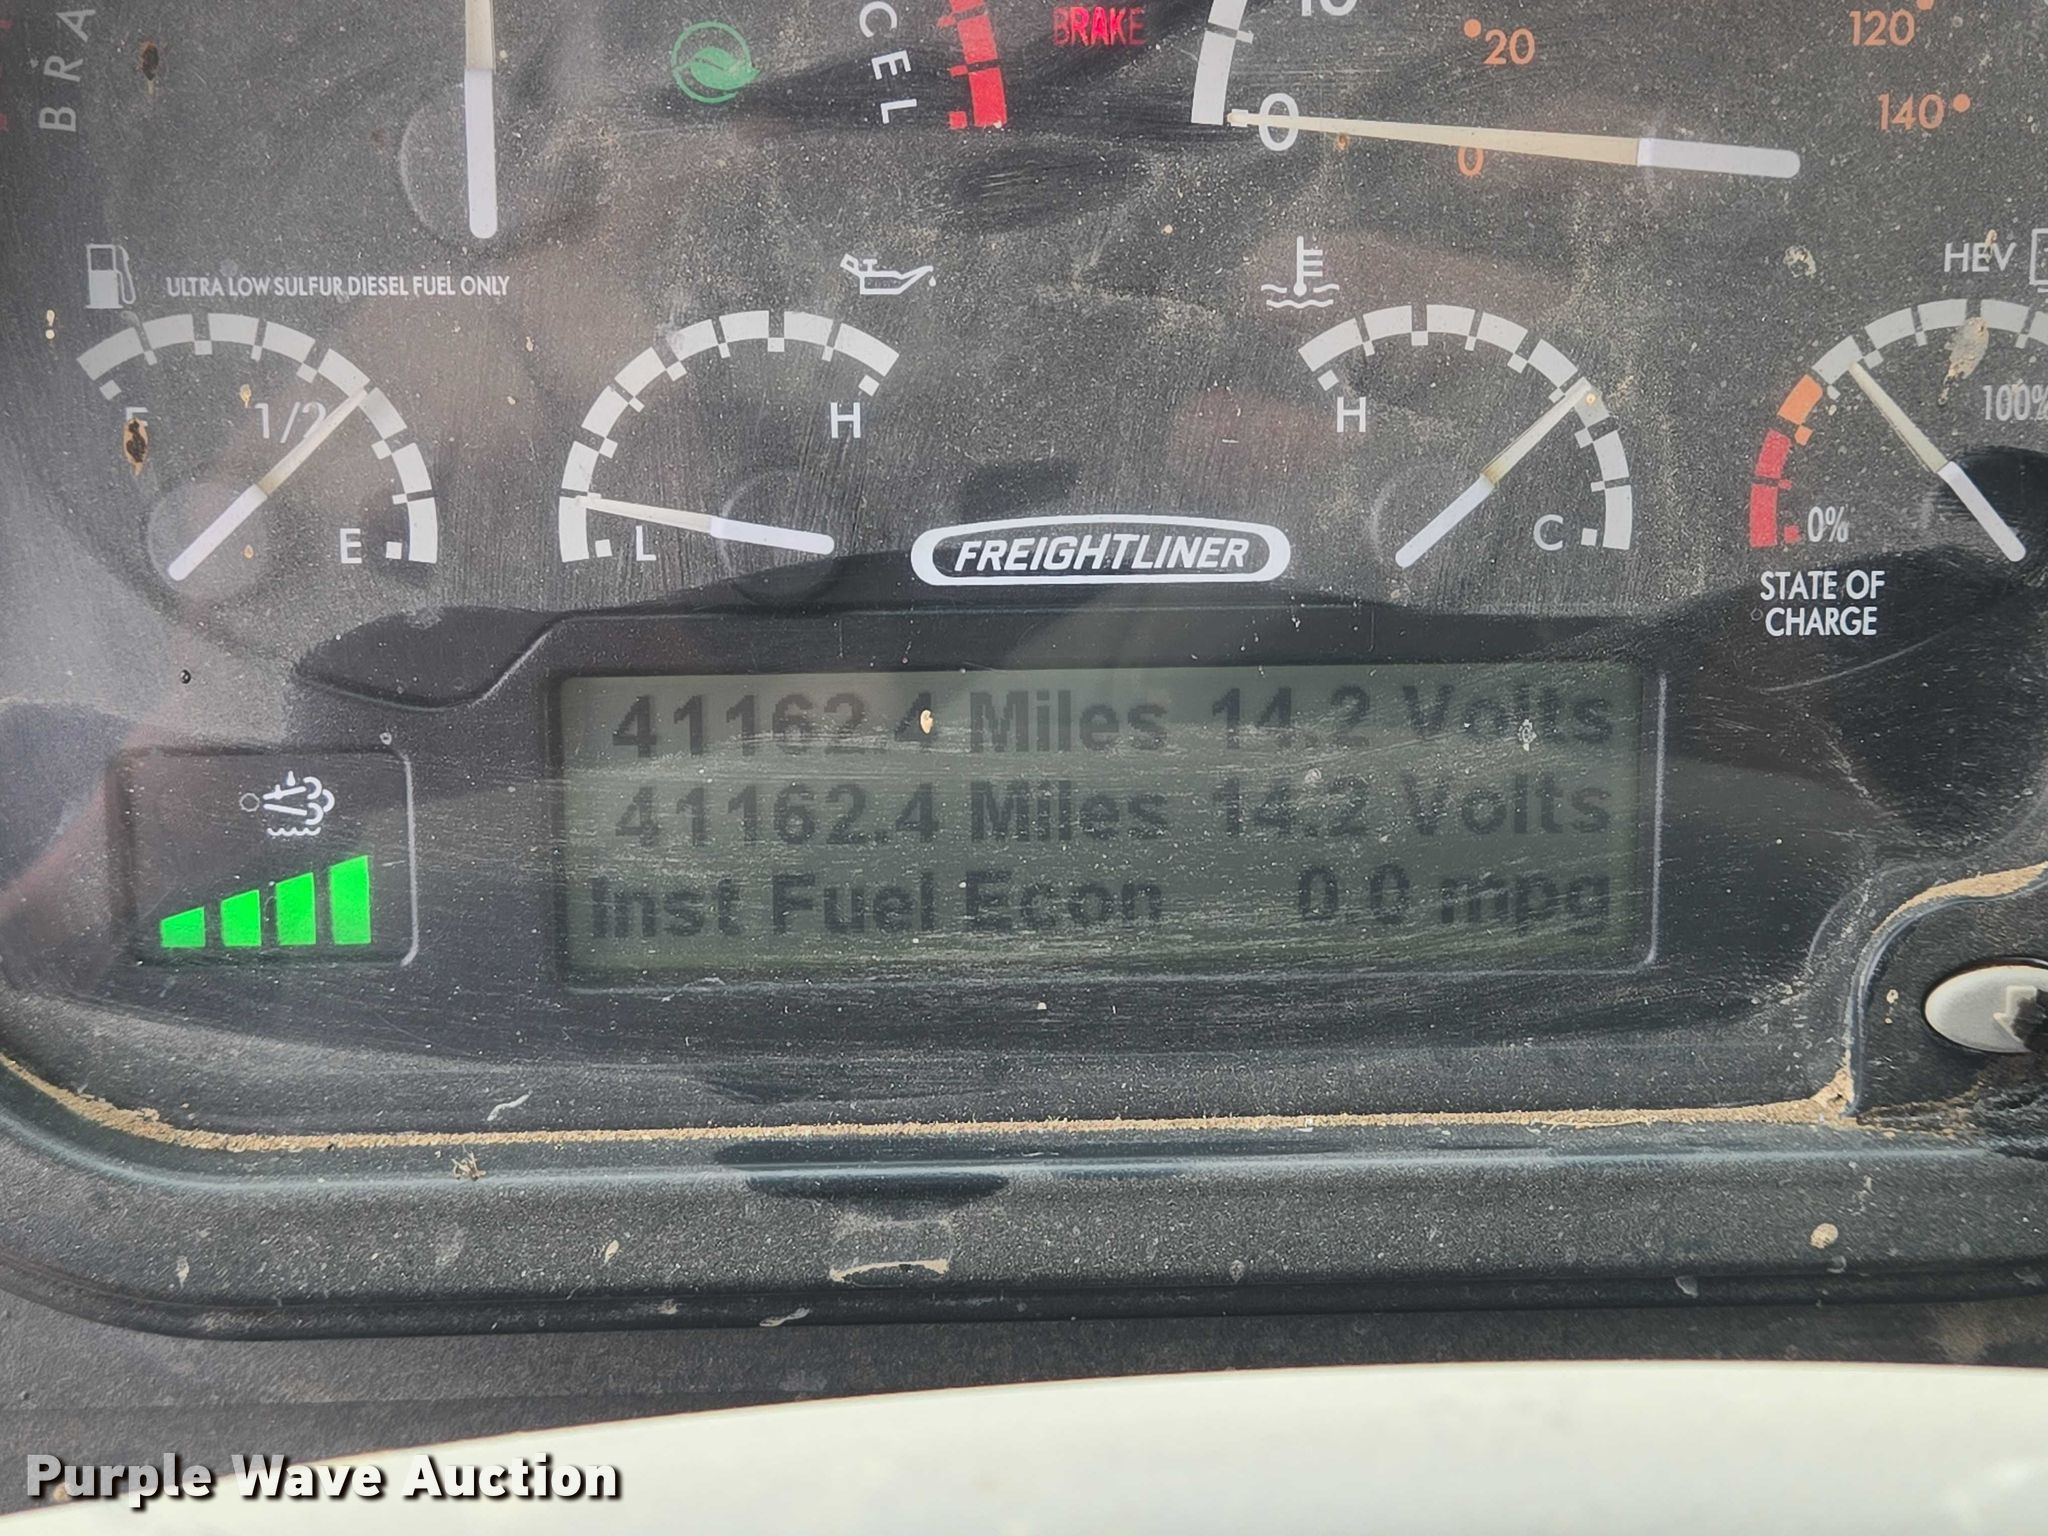 BRA
CEL
BRAKE
10
20
0
0
120
140
ULTRA LOW SULFUR DIESEL FUEL ONLY
1/2
E
L
H
H
C
HEV
100%
0%
STATE OF
CHARGE
FREIGHTLINER
41162.4 Miles 14.2 Volts
41162.4 Miles 14.2 Volts
Inst Fuel Econ 0.0 mpg
Purple Wave Auction